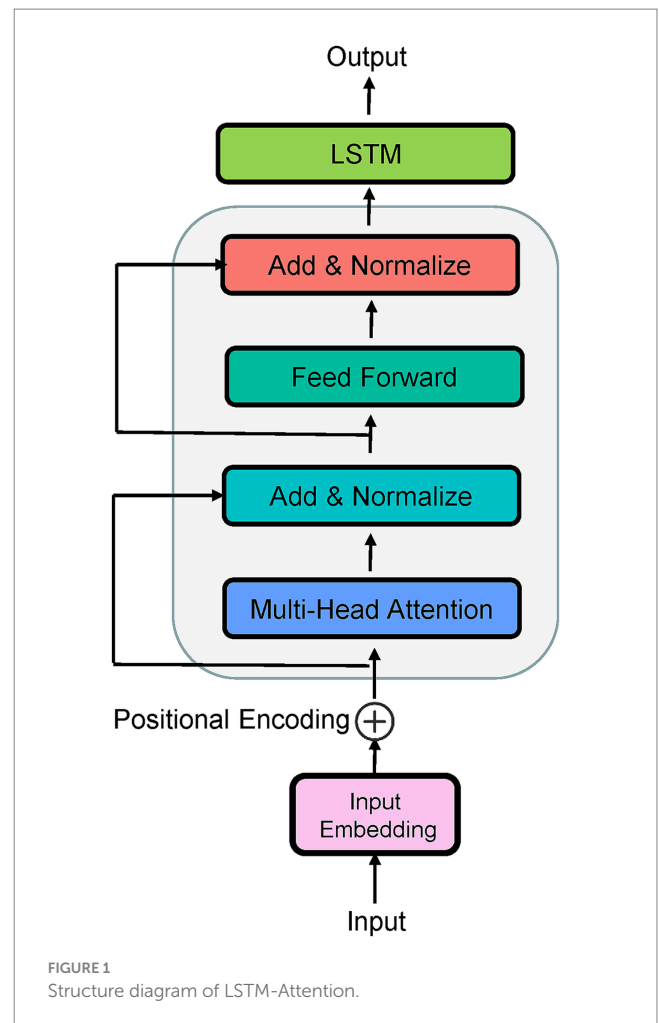 Output
LSTM
Add & Normalize
Feed Forward
Add & Normalize
Multi-Head Attention
Positional Encoding
Input
Embedding
Input
FIGURE 1
Structure diagram of LSTM-Attention.